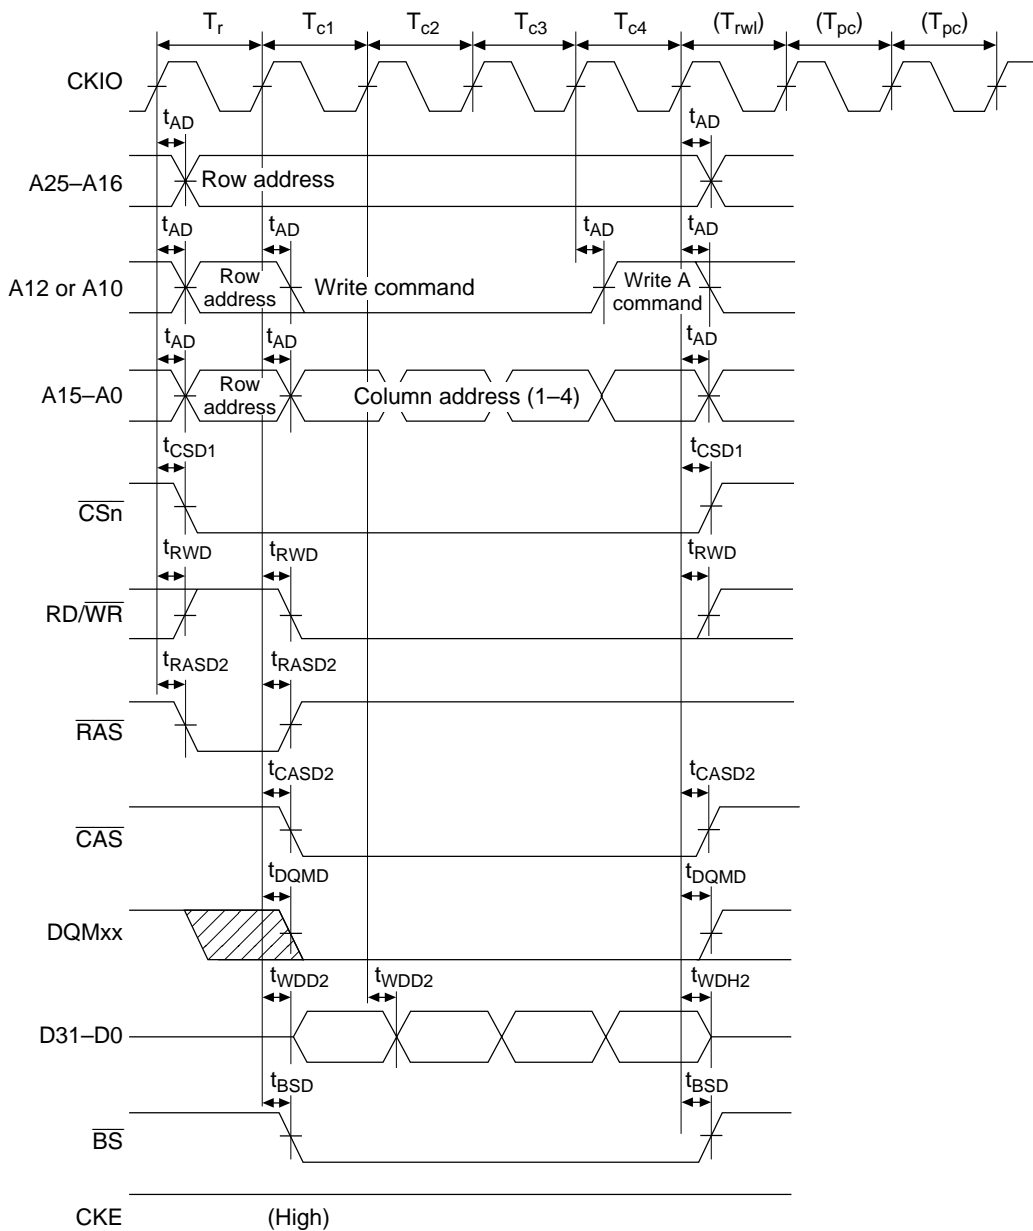 Tr Tc1 Tc2 Tc3 Tc4 (Trwl) (Tpc) (Tpc)
CKIO
tAD tAD
A25–A16 Row address
tAD tAD tAD tAD
A12 or A10 Row address Write command Write A command
tAD tAD tAD
A15–A0 Row address Column address (1–4)
tCSD1 tCSD1
CSn
tRWD tRWD tRWD
RD/WR
tRASD2 tRASD2
RAS
tCASD2 tCASD2
CAS
tDQMD tDQMD
DQMxx
tWDD2 tWDD2 tWDH2
D31–D0
tBSD tBSD
BS
CKE (High)